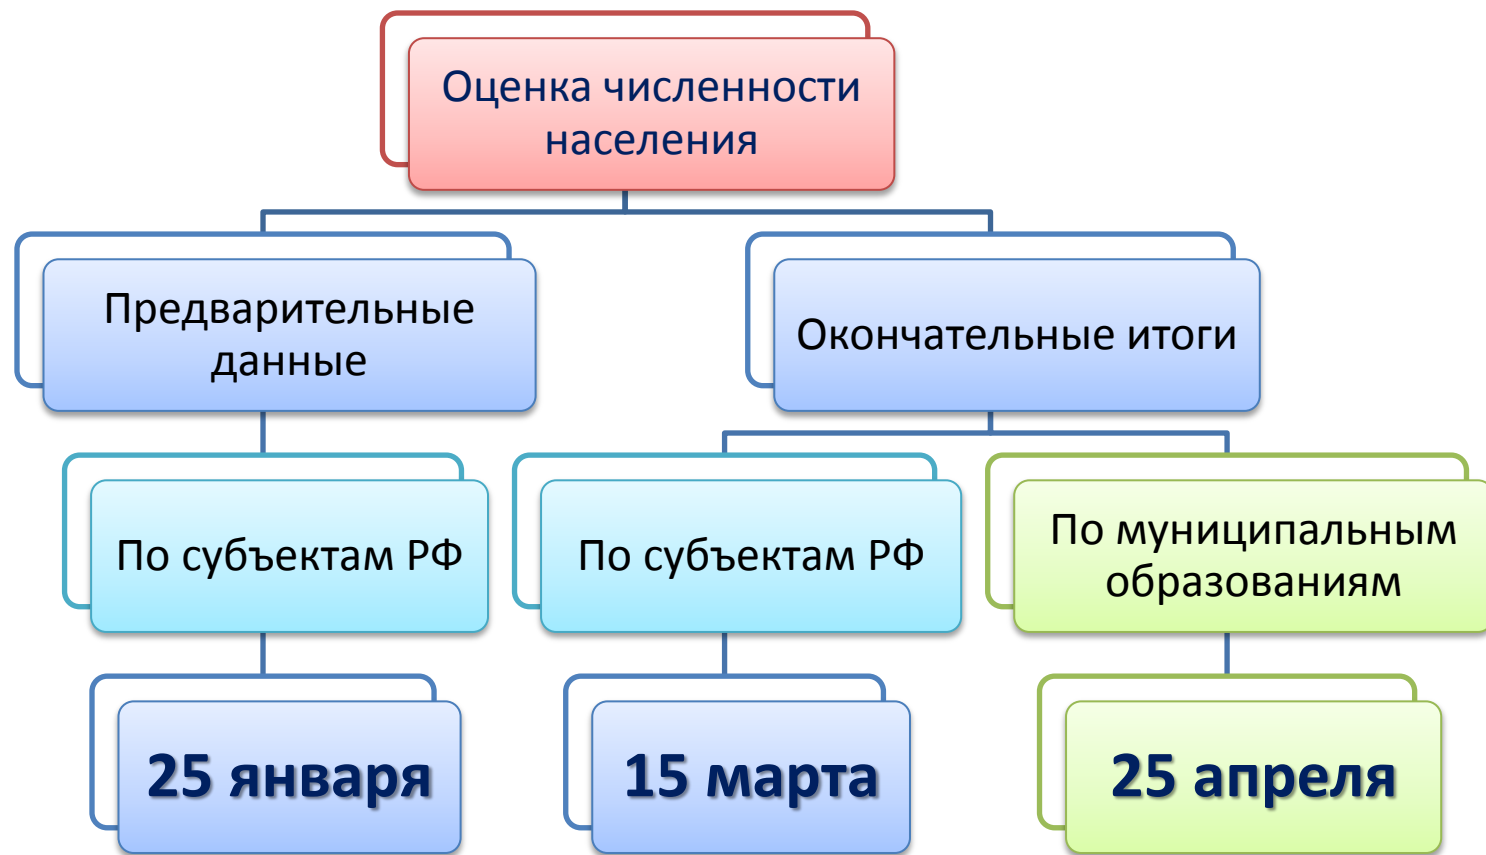 Оценка численности
населения
Предварительные
данные
Окончательные итоги
По субъектам РФ
По субъектам РФ
По муниципальным
образованиям
25 января
15 марта
25 апреля